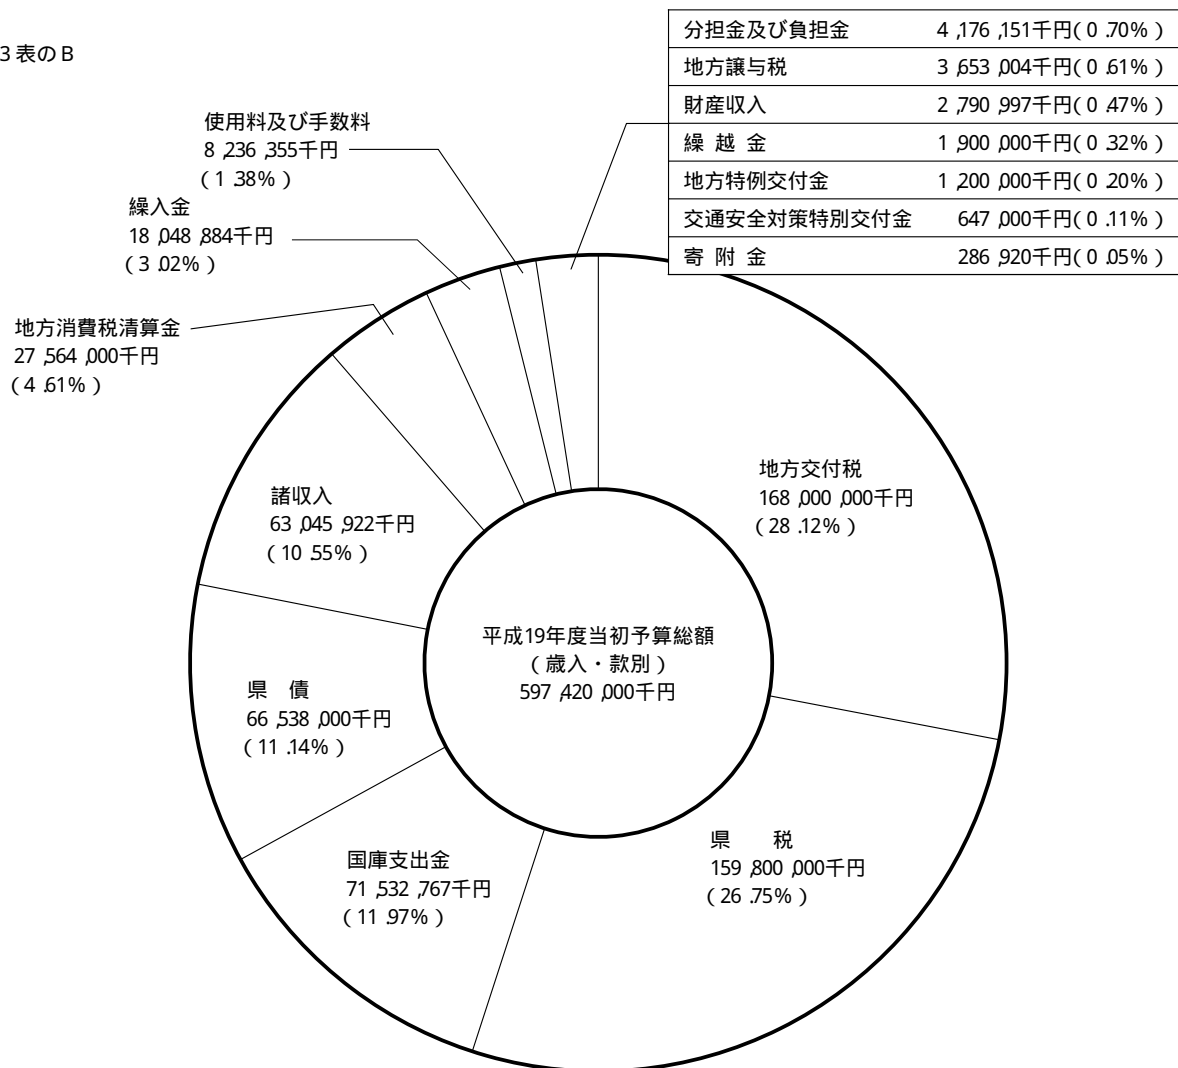 3表のB
分担金及び負担金 4,176,151千円(0.70%)
地方譲与税 3,653,004千円(0.61%)
財産収入 2,790,997千円(0.47%)
繰越金 1,900,000千円(0.32%)
地方特例交付金 1,200,000千円(0.20%)
交通安全対策特別交付金 647,000千円(0.11%)
寄附金 286,920千円(0.05%)
使用料及び手数料
8,236,355千円
(1.38%)
繰入金
18,048,884千円
(3.02%)
地方消費税清算金
27,564,000千円
(4.61%)
諸収入
63,045,922千円
(10.55%)
地方交付税
168,000,000千円
(28.12%)
平成19年度当初予算総額
(歳入・款別)
597,420,000千円
県 債
66,538,000千円
(11.14%)
県 税
159,800,000千円
(26.75%)
国庫支出金
71,532,767千円
(11.97%)